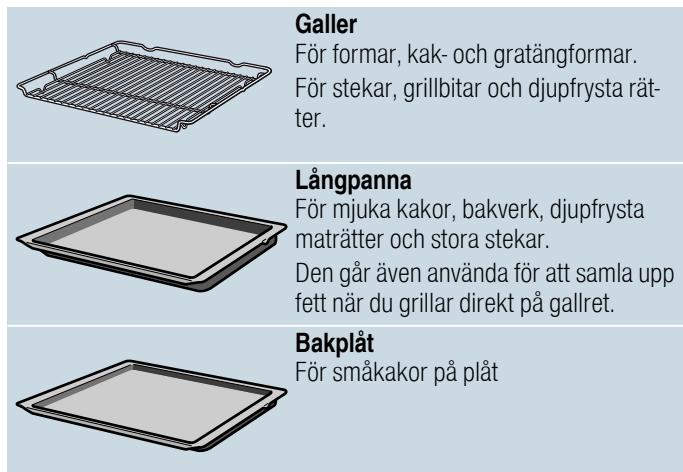 Galler
För formar, kak- och gratängformar.
För stekar, grillbitar och djupfrysta rät-
ter.
Långpanna
För mjuka kakor, bakverk, djupfrysta
maträtter och stora stekar.
Den går även använda för att samla upp
fett när du grillar direkt på gallret.
Bakplåt
För småkakor på plåt